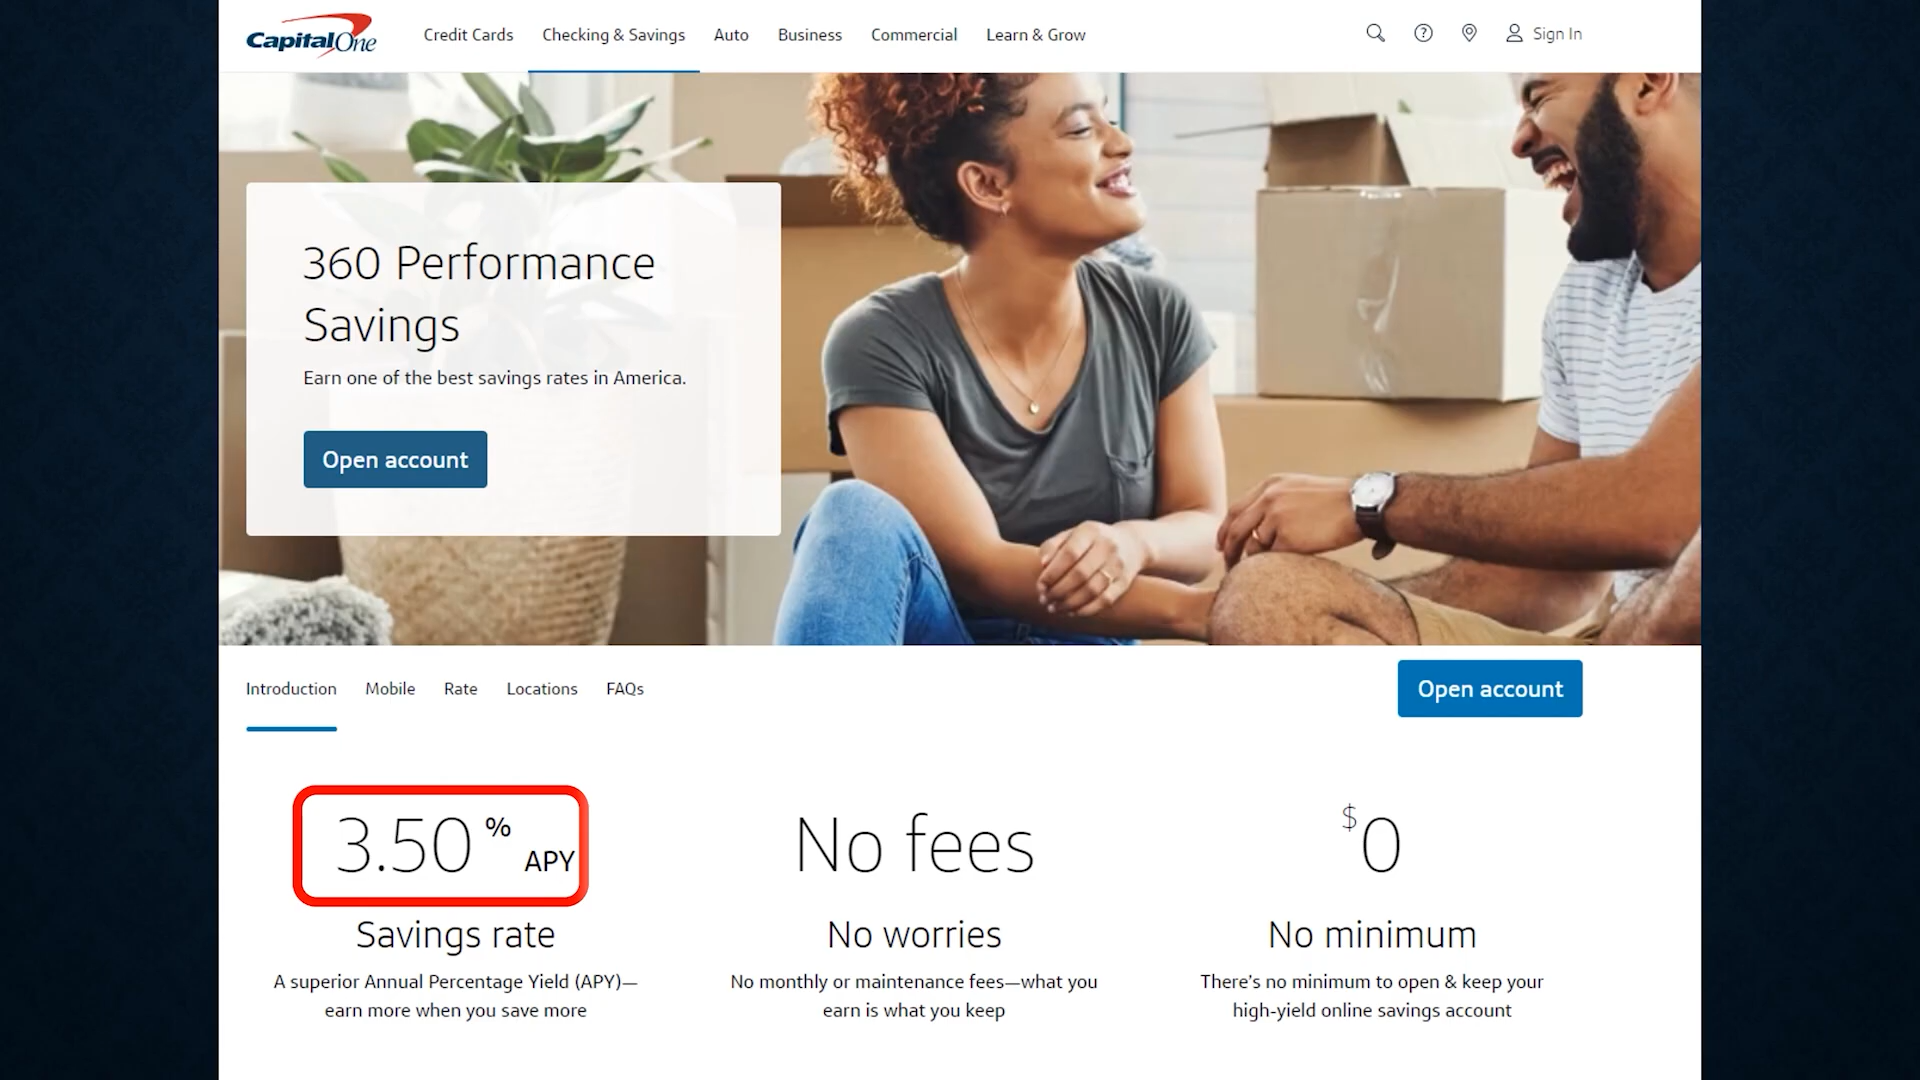 CapitalOne
Credit Cards Checking & Savings Auto Business Commercial Learn & Grow
Sign In
360 Performance
Savings
Earn one of the best savings rates in America.
Open account
Introduction Mobile Rate Locations FAQs
Open account
3.50 % APY
Savings rate
A superior Annual Percentage Yield (APY)—
earn more when you save more
No fees
No worries
No monthly or maintenance fees—what you
earn is what you keep
$0
No minimum
There's no minimum to open & keep your
high-yield online savings account